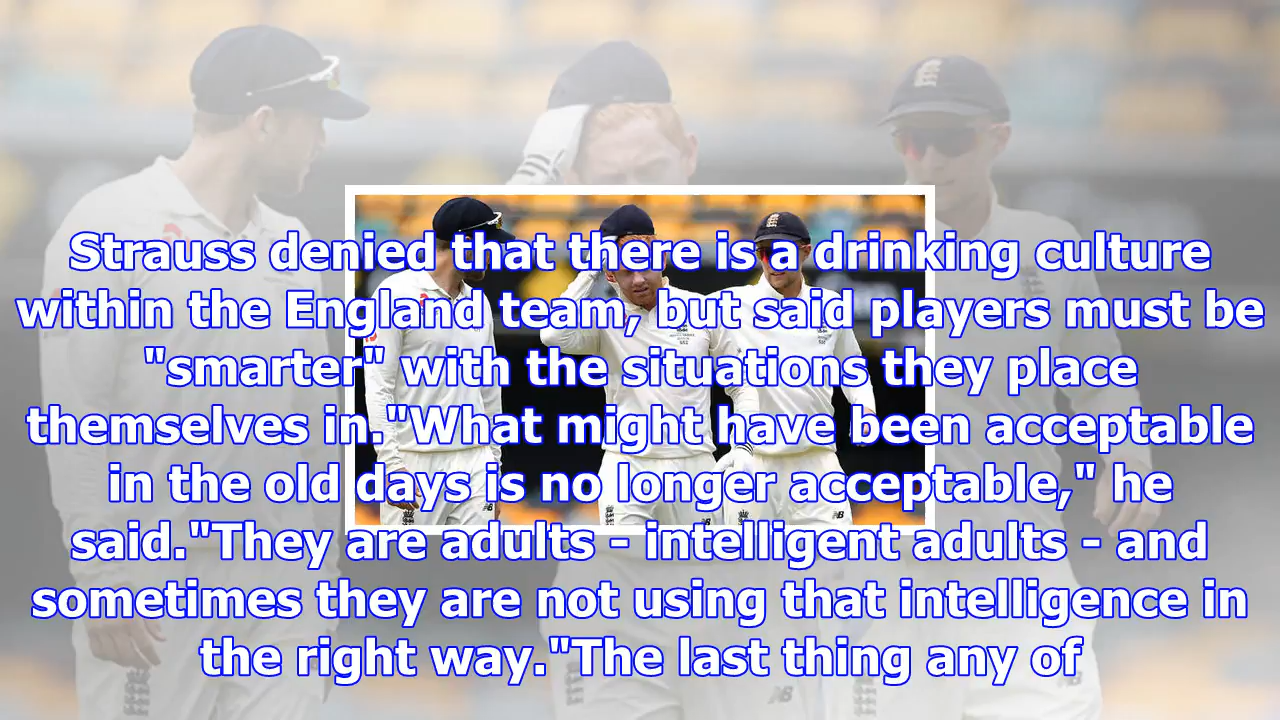 Strauss denied that there is a drinking culture
within the England team, but said players must be
"smarter" with the situations they place
themselves in."What might have been acceptable
in the old days is no longer acceptable," he
said."They are adults - intelligent adults - and
sometimes they are not using that intelligence in
the right way."The last thing any of